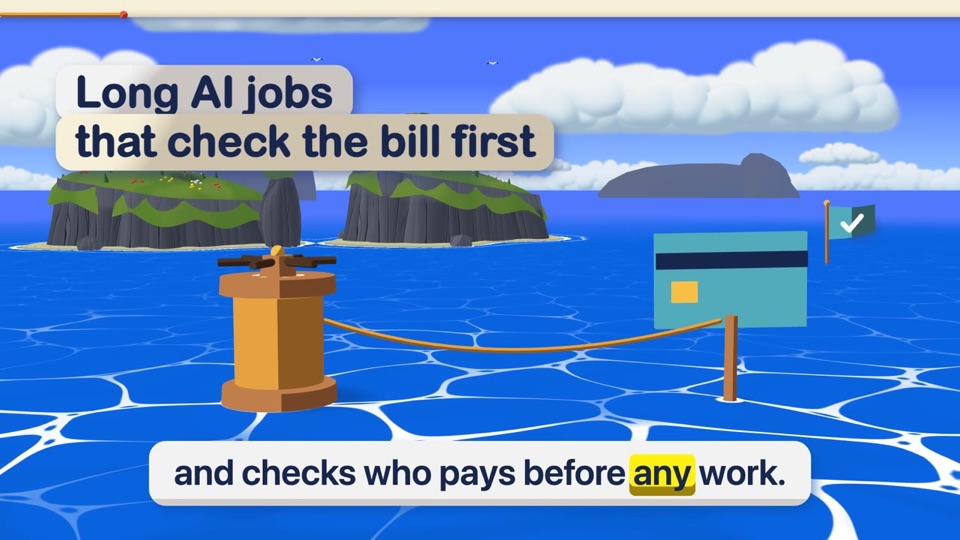 Long AI jobs
that check the bill first
and checks who pays before any work.